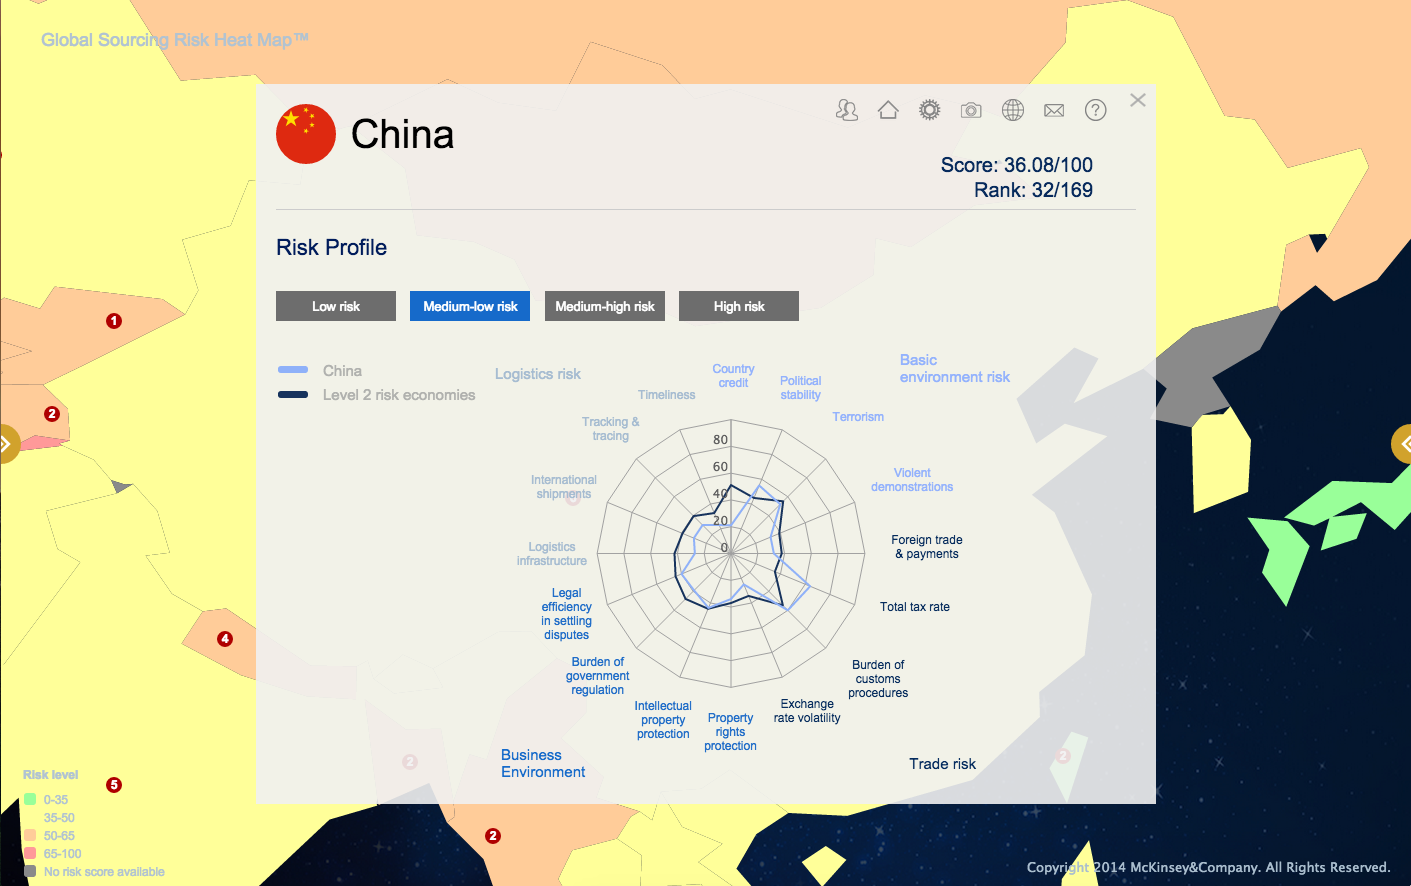 Global Sourcing Risk Heat Map™
China
Score: 36.08/100
Rank: 32/169
Risk Profile
Low risk
Medium-low risk
Medium-high risk
High risk
China
Level 2 risk economies
Logistics risk
Basic
environment risk
Country
credit
Political
stability
Terrorism
Violent
demonstrations
Foreign trade
& payments
Total tax rate
Burden of
customs
procedures
Exchange
rate volatility
Property
rights
protection
Intellectual
property
protection
Burden of
government
regulation
Legal
efficiency
in settling
disputes
Logistics
infrastructure
International
shipments
Tracking &
tracing
Timeliness
80
60
40
20
0
Business
Environment
Trade risk
1
2
4
5
2
2
2
Risk level
0-35
35-50
50-65
65-100
No risk score available
Copyright 2014 McKinsey&Company. All Rights Reserved.